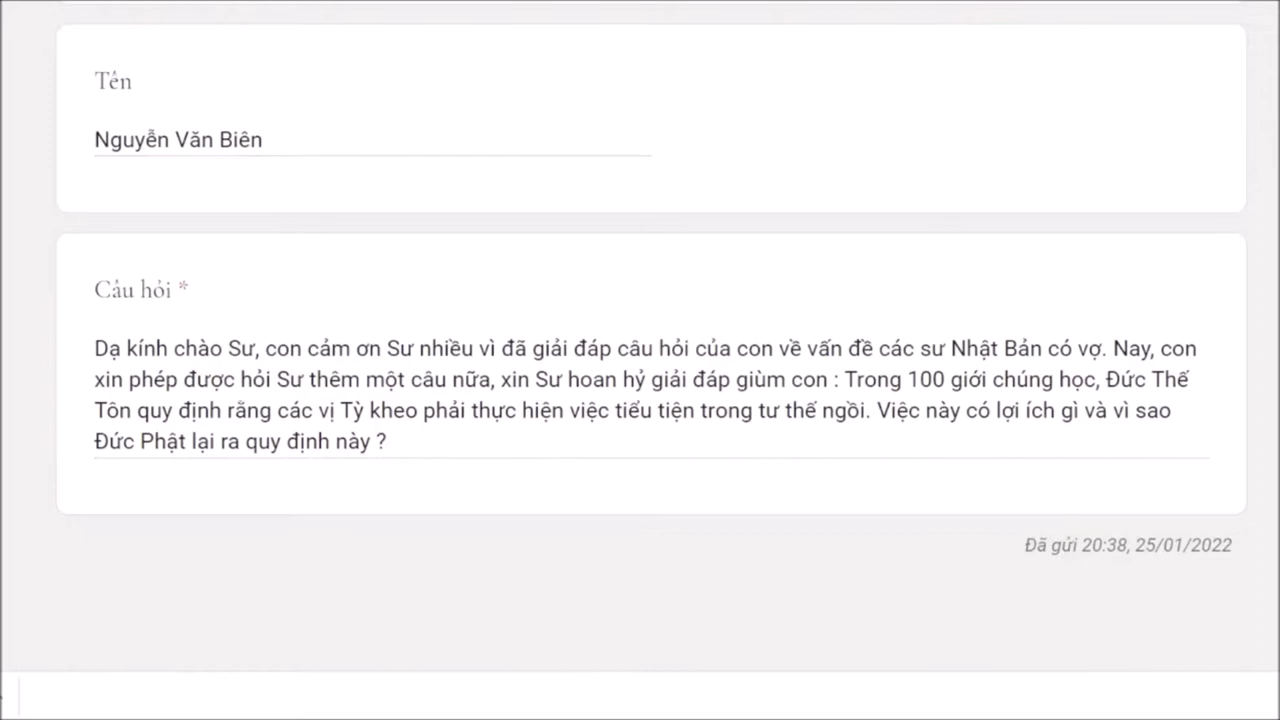 Tên
Nguyễn Văn Biên
Câu hỏi *
Dạ kính chào Sư, con cảm ơn Sư nhiều vì đã giải đáp câu hỏi của con về vấn đề các sư Nhật Bản có vợ. Nay, con
xin phép được hỏi Sư thêm một câu nữa, xin Sư hoan hỷ giải đáp giùm con : Trong 100 giới chúng học, Đức Thế
Tôn quy định rằng các vị Tỳ kheo phải thực hiện việc tiểu tiện trong tư thế ngồi. Việc này có lợi ích gì và vì sao
Đức Phật lại ra quy định này ?
Đã gửi 20:38, 25/01/2022